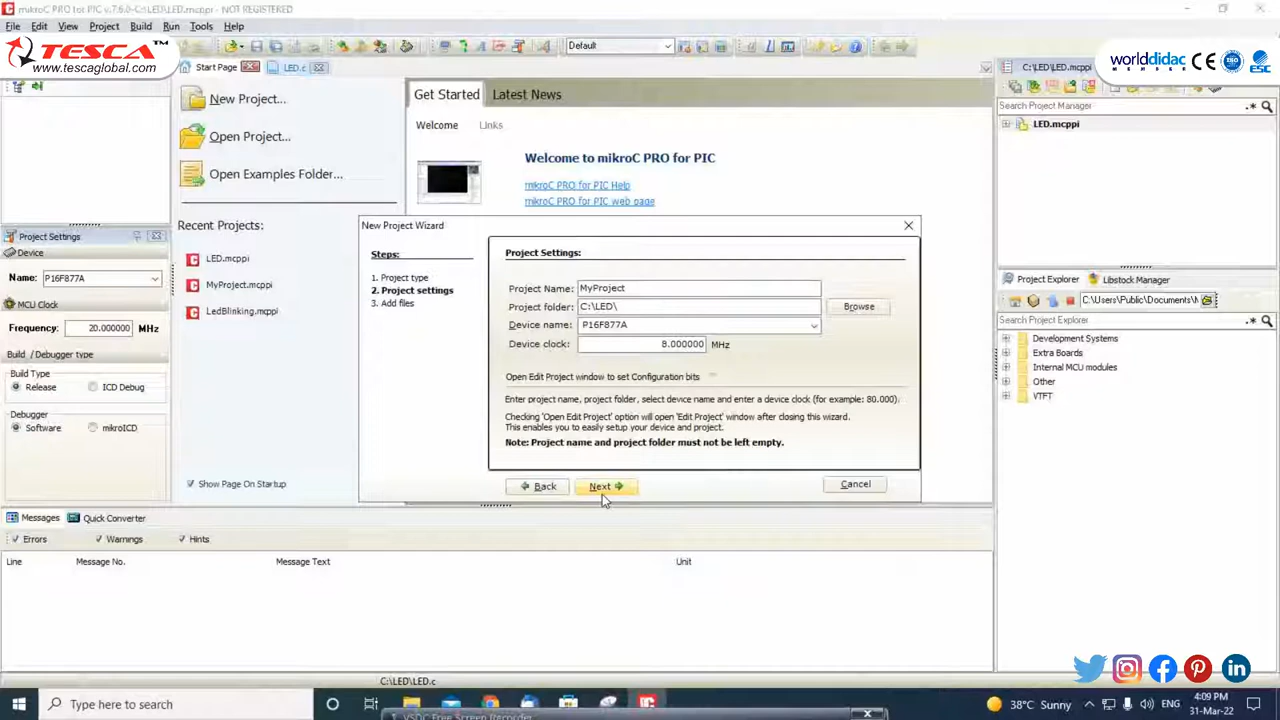 mikroC PRO for PIC v.7.6.0-C:\LED\LED.mcppi - NOT REGISTERED
File Edit View Project Build Run Tools Help
Default
TESCA™
www.tescaglobal.com
worlddidac
MEMBER
CE
ISO
ESC
Start Page
LED.c
C:\LED\LED.mcppi
New Project...
Open Project...
Open Examples Folder...
Get Started
Latest News
Welcome
Links
Welcome to mikroC PRO for PIC
mikroC PRO for PIC Help
mikroC PRO for PIC web page
Search Project Manager
LED.mcppi
Recent Projects:
LED.mcppi
MyProject.mcppi
LedBlinking.mcppi
Show Page On Startup
Project Settings
Device
Name: P16F877A
MCU Clock
Frequency: 20.000000 MHz
Build / Debugger type
Build Type
Release
ICD Debug
Debugger
Software
mikroICD
New Project Wizard
Steps:
1. Project type
2. Project settings
3. Add files
Project Settings:
Project Name: MyProject
Project folder: C:\LED\
Browse
Device name: P16F877A
Device clock: 8.000000 MHz
Open Edit Project window to set Configuration bits
Enter project name, project folder, select device name and enter a device clock (for example: 80.000).
Checking 'Open Edit Project' option will open 'Edit Project' window after closing this wizard.
This enables you to easily setup your device and project.
Note: Project name and project folder must not be left empty.
Back
Next
Cancel
Project Explorer
Libstock Manager
C:\Users\Public\Documents\M
Search Project Explorer
Development Systems
Extra Boards
Internal MCU modules
Other
VTFT
Messages
Quick Converter
Errors
Warnings
Hints
Line
Message No.
Message Text
Unit
C:\LED\LED.c
Type here to search
38°C Sunny
ENG
4:09 PM
31-Mar-22
VSDC Free Screen Recorder